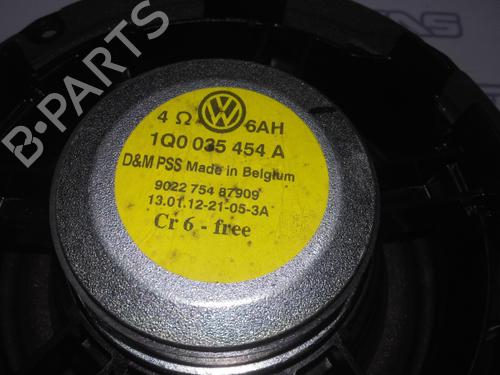 B-PARTS
4 Ω VW 6AH
1Q0 035 454 A
D&M PSS Made in Belgium
9022 754 87909
13.01.12-21-05-3A
Cr 6 - free